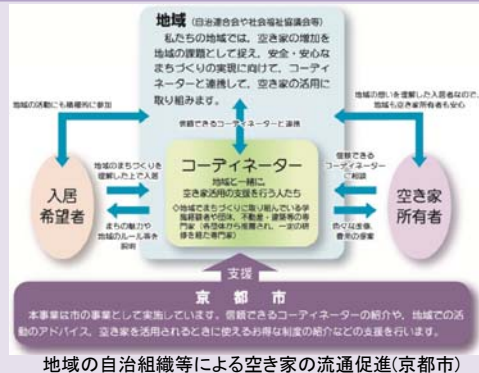 地域（自治連合会や社会福祉協議会等）
私たちの地域では、空き家の増加を
地域の課題として捉え、安全・安心な
まちづくりの実現に向けて、コーディ
ネーターと連携して、空き家の活用に
取り組みます。
地域の活動にも積極的に参加
信頼できるコーディネーターと連携
地域の想いを理解した入居者なので、
地域も空き家所有者も安心
入居
希望者
地域のまちづくりを
理解した上で入居
まちの魅力や
地域のルール等を
説明
コーディネーター
地域と一緒に、
空き家活用の支援を行う人たち
◇地域でまちづくりに取り組んでいる学
識経験者や団体、不動産・建築等の専
門家（各団体から推薦され、一定の研
修を経た専門家）
信頼できる
コーディネーター
に相談
色々な改修、
費用の提案
空き家
所有者
支援
京都市
本事業は市の事業として実施しています。信頼できるコーディネーターの紹介や、地域での活
動のアドバイス、空き家を活用されるときに使えるお得な制度の紹介などの支援を行います。
地域の自治組織等による空き家の流通促進(京都市)